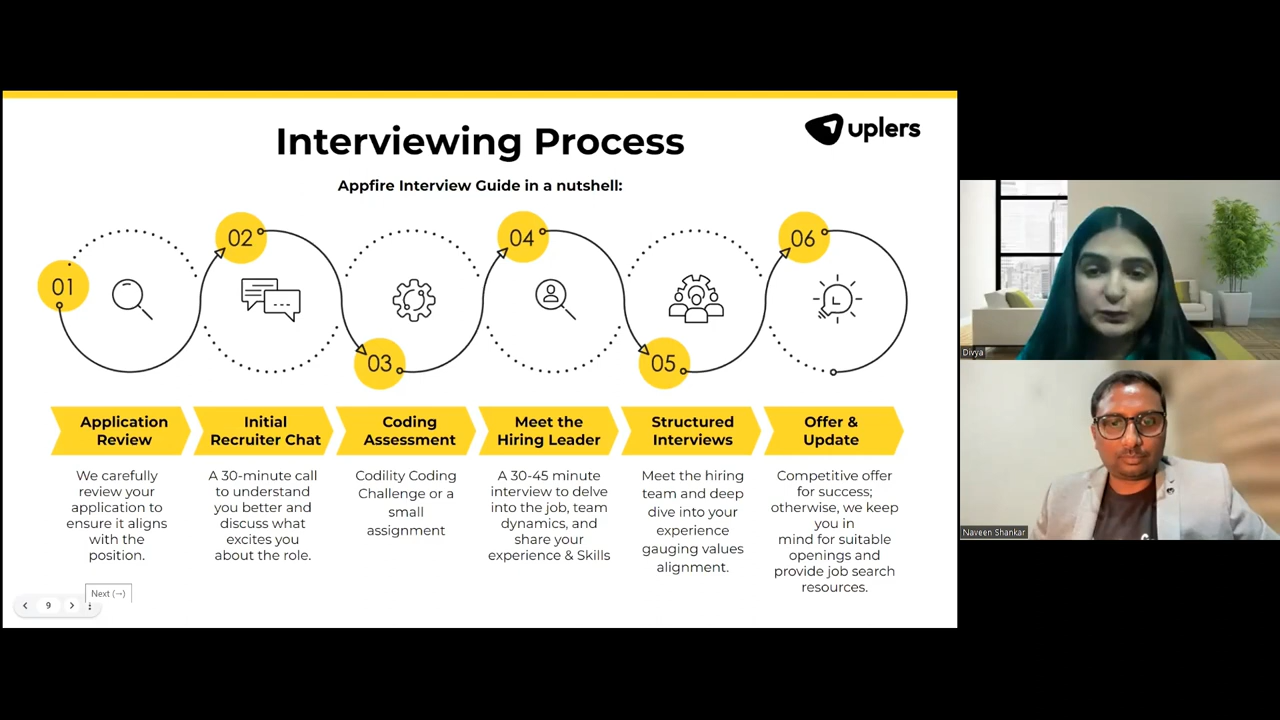 Interviewing Process
uplers
Appfire Interview Guide in a nutshell:
01
02
03
04
05
06
Application
Review
We carefully
review your
application to
ensure it aligns
with the
position.
Initial
Recruiter Chat
A 30-minute call
to understand
you better and
discuss what
excites you
about the role.
Coding
Assessment
Codility Coding
Challenge or a
small
assignment
Meet the
Hiring Leader
A 30-45 minute
interview to delve
into the job, team
dynamics, and
share your
experience & Skills
Structured
Interviews
Meet the hiring
team and deep
dive into your
experience
gauging values
alignment.
Offer &
Update
Competitive offer
for success;
otherwise, we keep
you in
mind for suitable
openings and
provide job search
resources.
Next (→)
9
Divya
Naveen Shankar